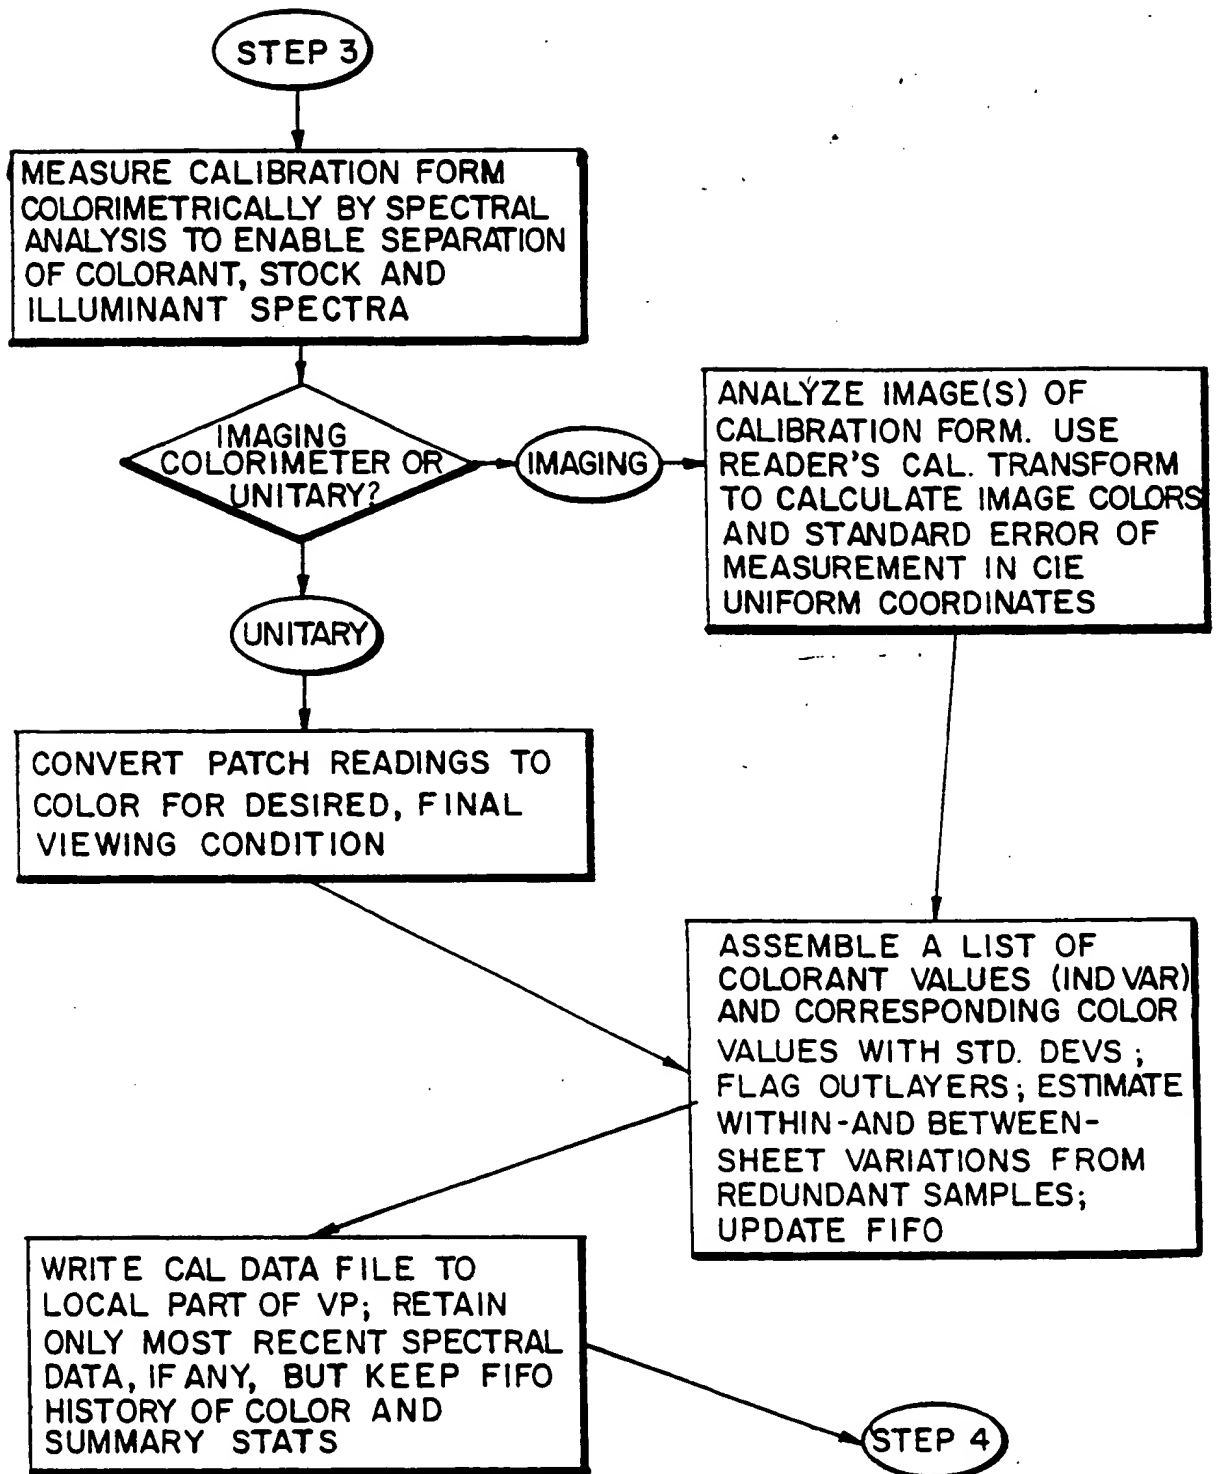 STEP 3
MEASURE CALIBRATION FORM
COLORIMETRICALLY BY SPECTRAL
ANALYSIS TO ENABLE SEPARATION
OF COLORANT, STOCK AND
ILLUMINANT SPECTRA
IMAGING
COLORIMETER OR
UNITARY?
IMAGING
ANALYZE IMAGE(S) OF
CALIBRATION FORM. USE
READER'S CAL. TRANSFORM
TO CALCULATE IMAGE COLORS
AND STANDARD ERROR OF
MEASUREMENT IN CIE
UNIFORM COORDINATES
UNITARY
CONVERT PATCH READINGS TO
COLOR FOR DESIRED, FINAL
VIEWING CONDITION
ASSEMBLE A LIST OF
COLORANT VALUES (IND VAR)
AND CORRESPONDING COLOR
VALUES WITH STD. DEVS;
FLAG OUTLAYERS; ESTIMATE
WITHIN-AND BETWEEN-
SHEET VARIATIONS FROM
REDUNDANT SAMPLES;
UPDATE FIFO
WRITE CAL DATA FILE TO
LOCAL PART OF VP; RETAIN
ONLY MOST RECENT SPECTRAL
DATA, IF ANY, BUT KEEP FIFO
HISTORY OF COLOR AND
SUMMARY STATS
STEP 4